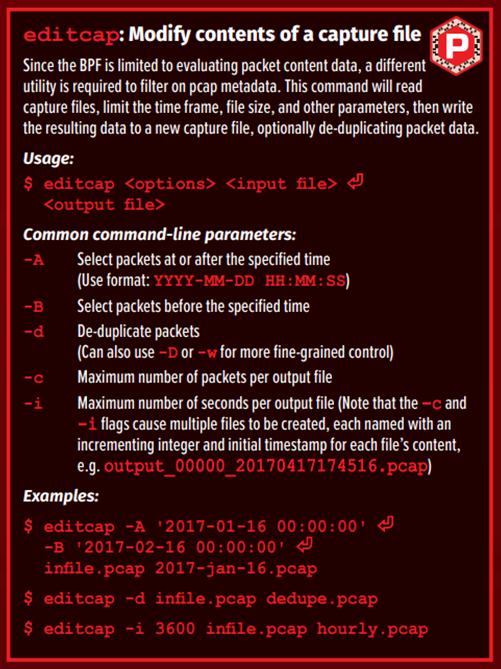 editcap: Modify contents of a capture file
P
Since the BPF is limited to evaluating packet content data, a different
utility is required to filter on pcap metadata. This command will read
capture files, limit the time frame, file size, and other parameters, then write
the resulting data to a new capture file, optionally de-duplicating packet data.
Usage:
$ editcap <options> <input file> ⏎
<output file>
Common command-line parameters:
-A Select packets at or after the specified time
(Use format: YYYY-MM-DD HH:MM:SS)
-B Select packets before the specified time
-d De-duplicate packets
(Can also use -D or -w for more fine-grained control)
-c Maximum number of packets per output file
-i Maximum number of seconds per output file (Note that the -c and
-i flags cause multiple files to be created, each named with an
incrementing integer and initial timestamp for each file's content,
e.g. output_00000_20170417174516.pcap)
Examples:
$ editcap -A '2017-01-16 00:00:00' ⏎
-B '2017-02-16 00:00:00' ⏎
infile.pcap 2017-jan-16.pcap
$ editcap -d infile.pcap dedupe.pcap
$ editcap -i 3600 infile.pcap hourly.pcap